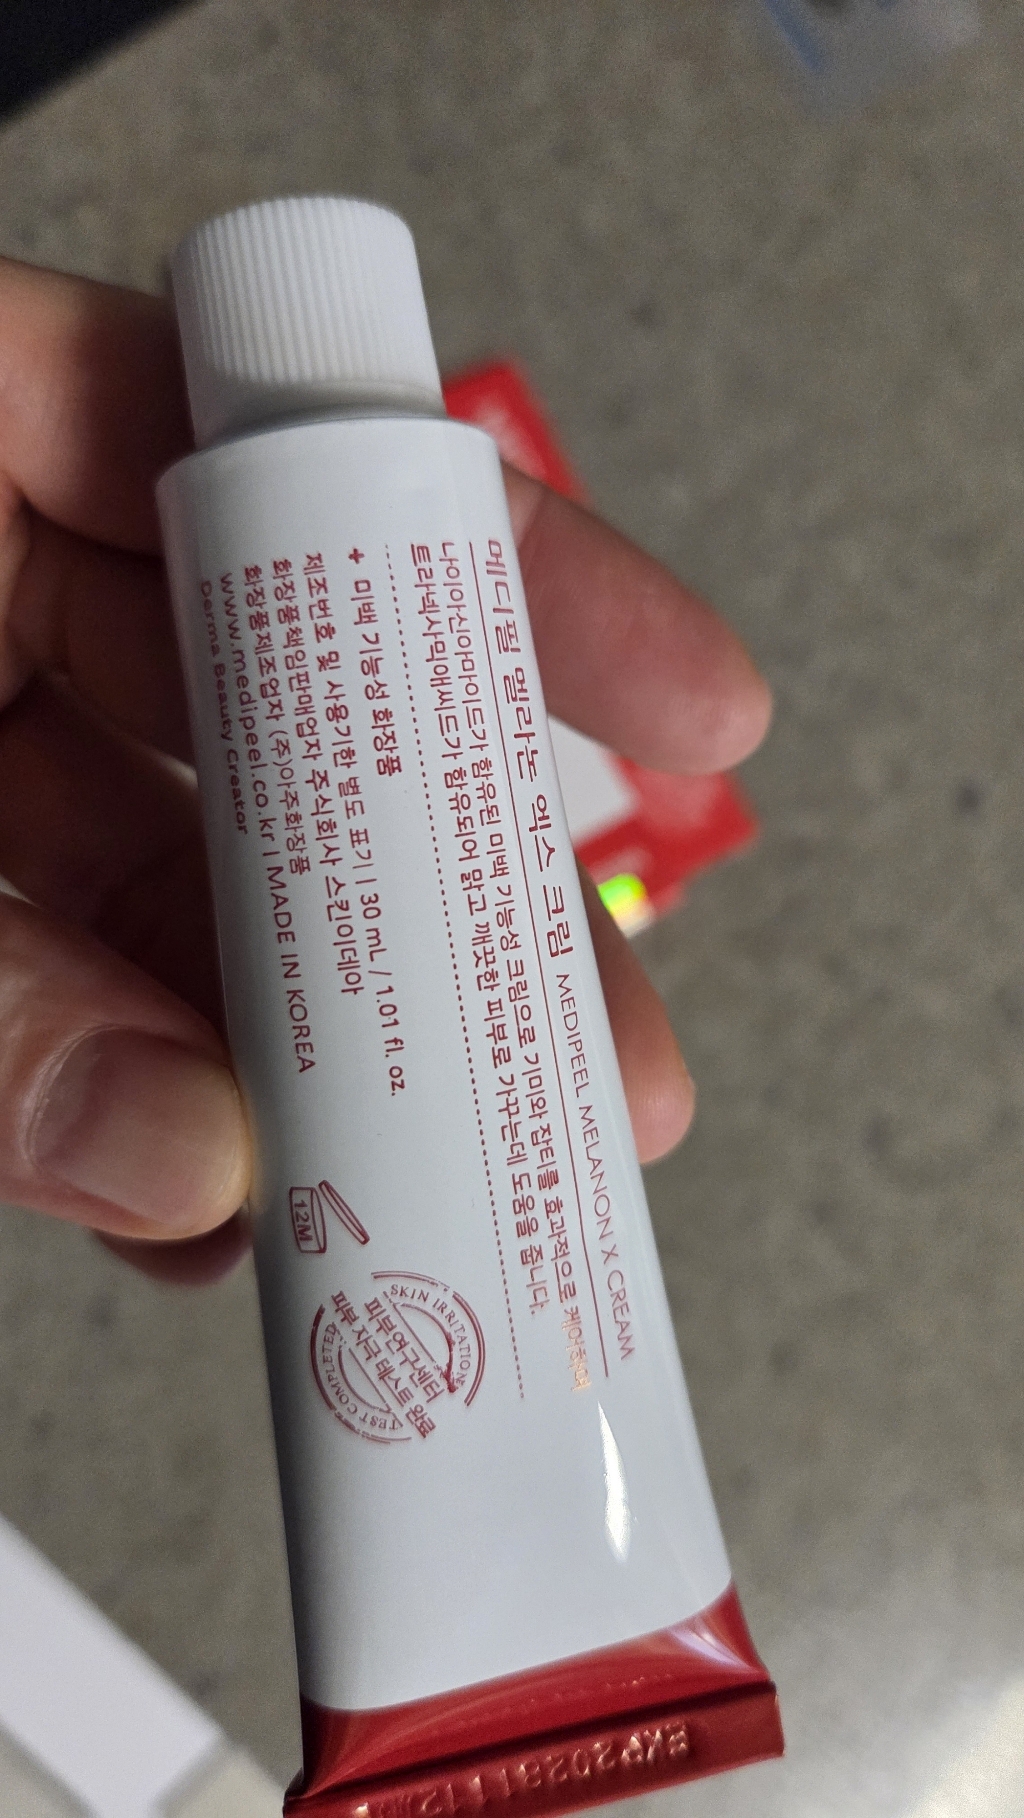 메디필 멜라논 엑스 크림 MEDIPEEL MELANON X CREAM
나이아신아마이드가 함유된 미백 기능성 크림으로 기미와 잡티를 효과적으로 케어하며
트라넥사믹애씨드가 함유되어 맑고 깨끗한 피부로 가꾸는데 도움을 줍니다.
+ 미백 기능성 화장품
제조번호 및 사용기한 별도 표기 | 30 mL / 1.01 fl. oz.
화장품책임판매업자 주식회사 스킨이데아
화장품제조업자 (주)아주화장품
www.medipeel.co.kr | MADE IN KOREA
Derma Beauty Creator
12M
SKIN IRRITATION
피부연구센터
피부 자극 테스트 완료
TEST COMPLETED
EXP20281112